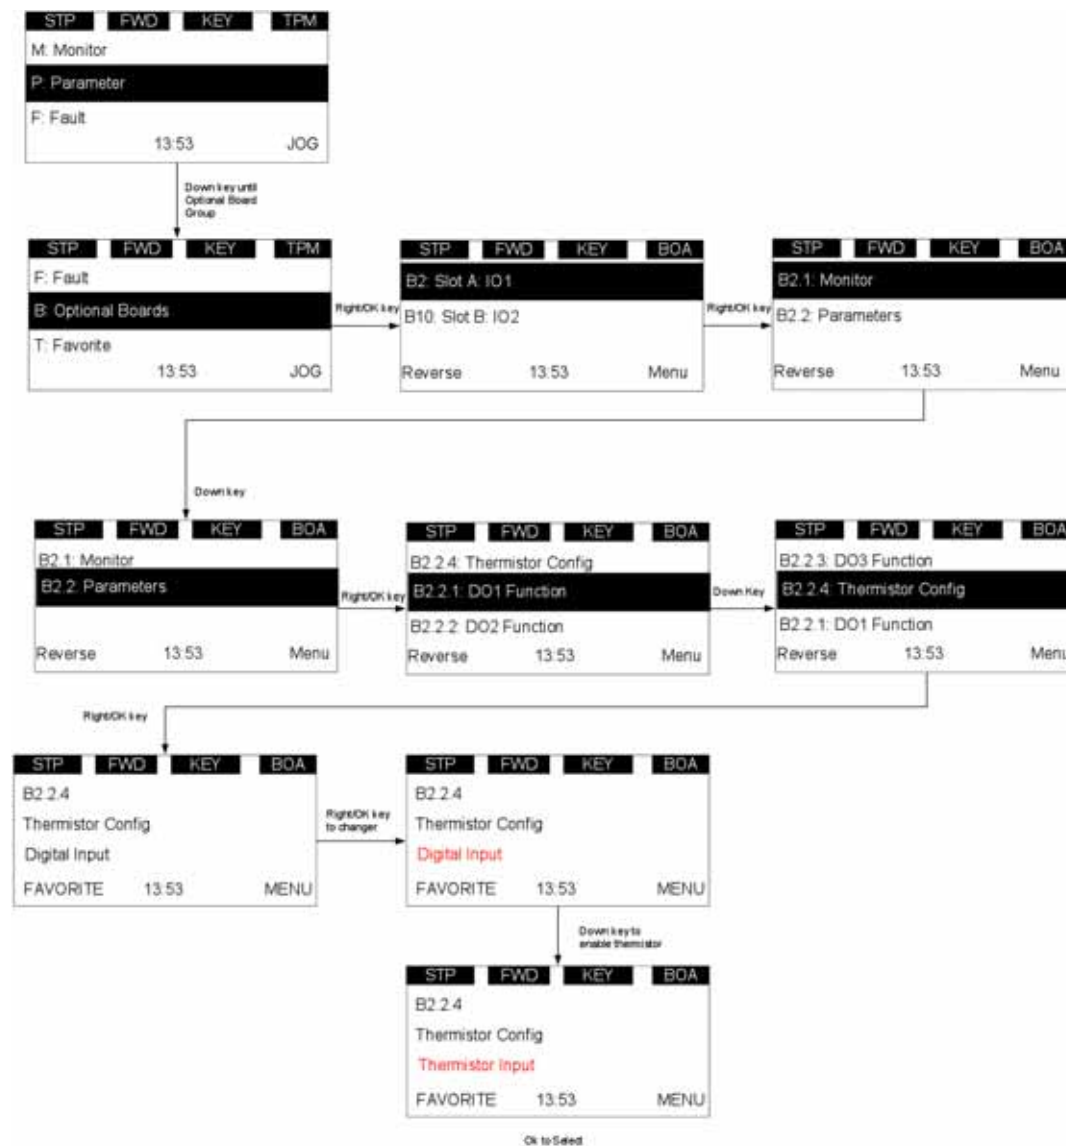 STP FWD KEY TPM
M: Monitor
P: Parameter
F: Fault
13:53 JOG
Down key until
Optional Board
Group
STP FWD KEY TPM
F: Fault
B: Optional Boards
T: Favorite
13:53 JOG
Right/OK key
STP FWD KEY BOA
B2: Slot A: IO1
B10: Slot B: IO2
Reverse 13:53 Menu
Right/OK key
STP FWD KEY BOA
B2.1: Monitor
B2.2: Parameters
Reverse 13:53 Menu
Down key
STP FWD KEY BOA
B2.1: Monitor
B2.2: Parameters
Reverse 13:53 Menu
Right/OK key
STP FWD KEY BOA
B2.2.4: Thermistor Config
B2.2.1: DO1 Function
B2.2.2: DO2 Function
Reverse 13:53 Menu
Down Key
STP FWD KEY BOA
B2.2.3: DO3 Function
B2.2.4: Thermistor Config
B2.2.1: DO1 Function
Reverse 13:53 Menu
Right/OK key
STP FWD KEY BOA
B2.2.4
Thermistor Config
Digital Input
FAVORITE 13:53 MENU
Right/OK key
to changer
STP FWD KEY BOA
B2.2.4
Thermistor Config
Digital Input
FAVORITE 13:53 MENU
Down key to
enable thermistor
STP FWD KEY BOA
B2.2.4
Thermistor Config
Thermistor Input
FAVORITE 13:53 MENU
Ok to Select